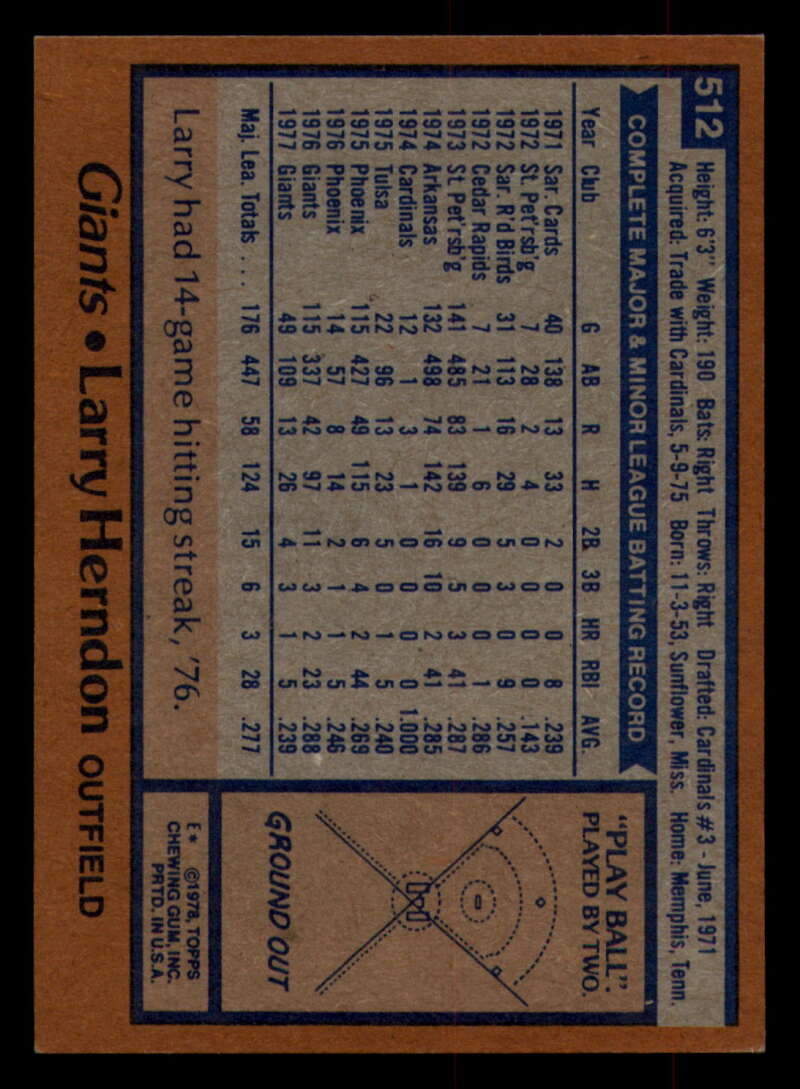 512
Height: 6'3" Weight: 190 Bats: Right Throws: Right Drafted: Cardinals #3 - June, 1971
Acquired: Trade with Cardinals, 5-9-75 Born: 11-3-53, Sunflower, Miss. Home: Memphis, Tenn.
COMPLETE MAJOR & MINOR LEAGUE BATTING RECORD
Year Club G AB R H 2B 3B HR RBI AVG.
1971 Sar. Cards 40 138 13 33 2 0 0 8 .239
1972 St. Pet'rsb'g 7 28 2 4 0 0 0 0 .143
1972 Sar. R'd Birds 31 113 16 29 5 3 0 9 .257
1972 Cedar Rapids 7 21 1 6 0 0 0 1 .286
1973 St. Pet'rsb'g 141 485 83 139 9 5 3 41 .287
1974 Arkansas 132 498 74 142 16 10 2 41 .285
1974 Cardinals 12 1 3 1 0 0 0 0 1.000
1975 Tulsa 22 96 13 23 5 0 1 5 .240
1975 Phoenix 115 427 49 115 6 4 2 44 .269
1976 Phoenix 14 57 8 14 2 1 1 5 .246
1976 Giants 115 337 42 97 11 3 2 23 .288
1977 Giants 49 109 13 26 4 3 1 5 .239
Maj. Lea. Totals . . . 176 447 58 124 15 6 3 28 .277
Larry had 14-game hitting streak, '76.
"PLAY BALL".
PLAYED BY TWO.
GROUND OUT
E* ©1978, TOPPS
CHEWING GUM, INC.
PRTD. IN U.S.A.
Giants • Larry Herndon OUTFIELD